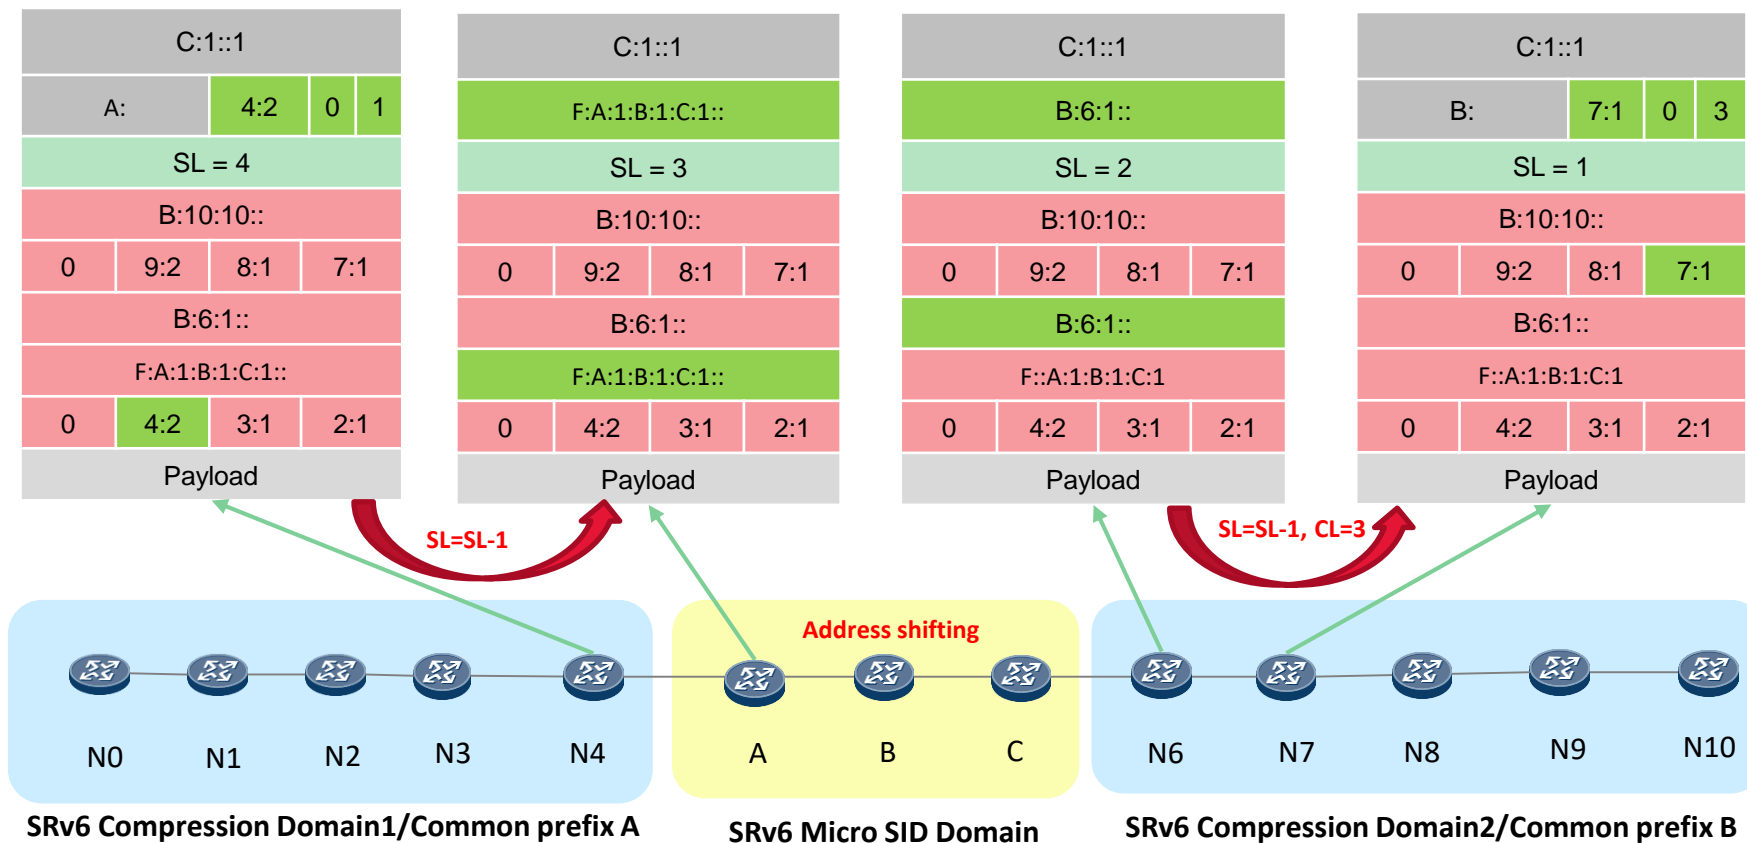 C:1::1
A: 4:2 0 1
SL = 4
B:10:10::
0 9:2 8:1 7:1
B:6:1::
F:A:1:B:1:C:1::
0 4:2 3:1 2:1
Payload
C:1::1
F:A:1:B:1:C:1::
SL = 3
B:10:10::
0 9:2 8:1 7:1
B:6:1::
F:A:1:B:1:C:1::
0 4:2 3:1 2:1
Payload
C:1::1
B:6:1::
SL = 2
B:10:10::
0 9:2 8:1 7:1
B:6:1::
F::A:1:B:1:C:1
0 4:2 3:1 2:1
Payload
C:1::1
B: 7:1 0 3
SL = 1
B:10:10::
0 9:2 8:1 7:1
B:6:1::
F::A:1:B:1:C:1
0 4:2 3:1 2:1
Payload
SL=SL-1
SL=SL-1, CL=3
Address shifting
N0 N1 N2 N3 N4 A B C N6 N7 N8 N9 N10
SRv6 Compression Domain1/Common prefix A
SRv6 Micro SID Domain
SRv6 Compression Domain2/Common prefix B